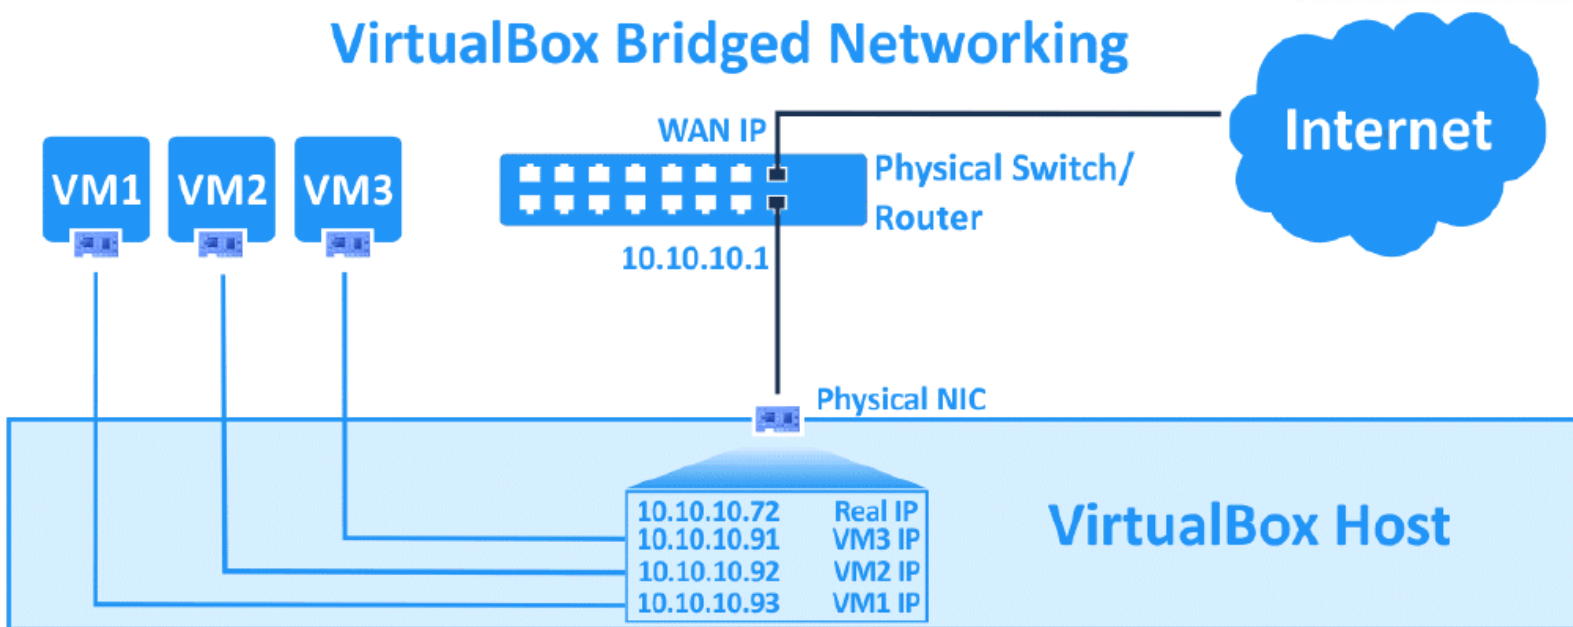 VirtualBox Bridged Networking
Internet
WAN IP
VM1
VM2
VM3
Physical Switch/
Router
10.10.10.1
Physical NIC
10.10.10.72 Real IP
10.10.10.91 VM3 IP
10.10.10.92 VM2 IP
10.10.10.93 VM1 IP
VirtualBox Host